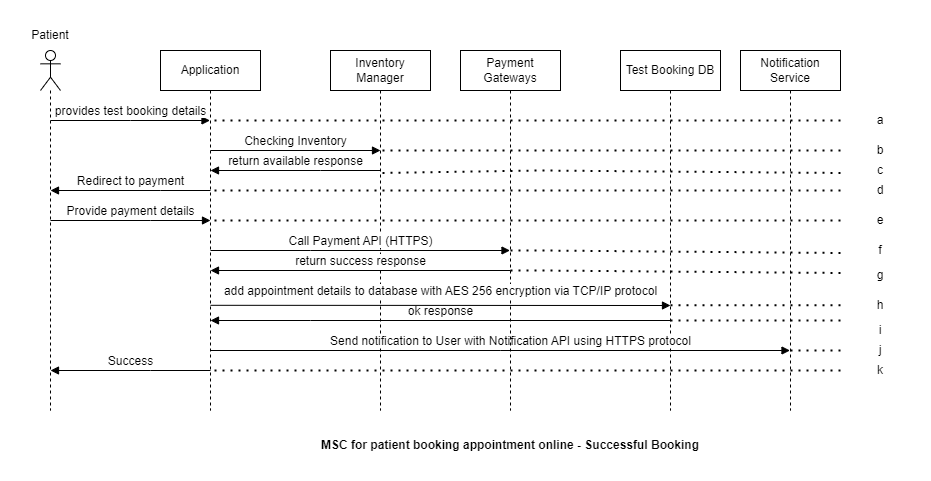 Patient
Application
Inventory
Manager
Payment
Gateways
Test Booking DB
Notification
Service
provides test booking details
a
Checking Inventory
b
return available response
c
Redirect to payment
d
Provide payment details
e
Call Payment API (HTTPS)
f
return success response
g
add appointment details to database with AES 256 encryption via TCP/IP protocol
h
ok response
i
Send notification to User with Notification API using HTTPS protocol
j
Success
k
MSC for patient booking appointment online - Successful Booking